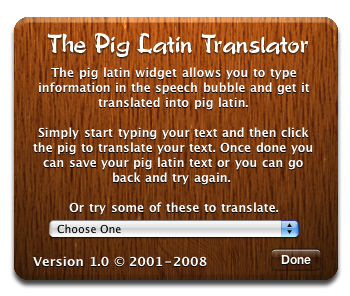 The Pig Latin Translator
The pig latin widget allows you to type
information in the speech bubble and get it
translated into pig latin.
Simply start typing your text and then click
the pig to translate your text. Once done you
can save your pig latin text or you can go
back and try again.
Or try some of these to translate.
Choose One
Version 1.0 © 2001-2008
Done